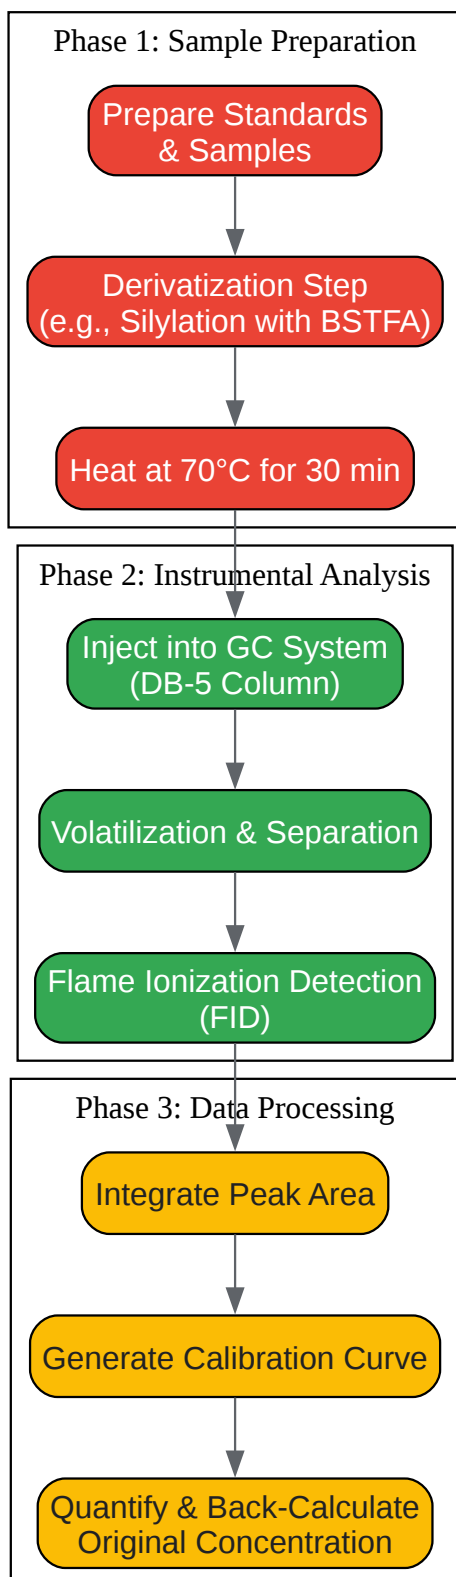 Phase 1: Sample Preparation
Prepare Standards
& Samples
Derivatization Step
(e.g., Silylation with BSTFA)
Heat at 70°C for 30 min
Phase 2: Instrumental Analysis
Inject into GC System
(DB-5 Column)
Volatilization & Separation
Flame Ionization Detection
(FID)
Phase 3: Data Processing
Integrate Peak Area
Generate Calibration Curve
Quantify & Back-Calculate
Original Concentration